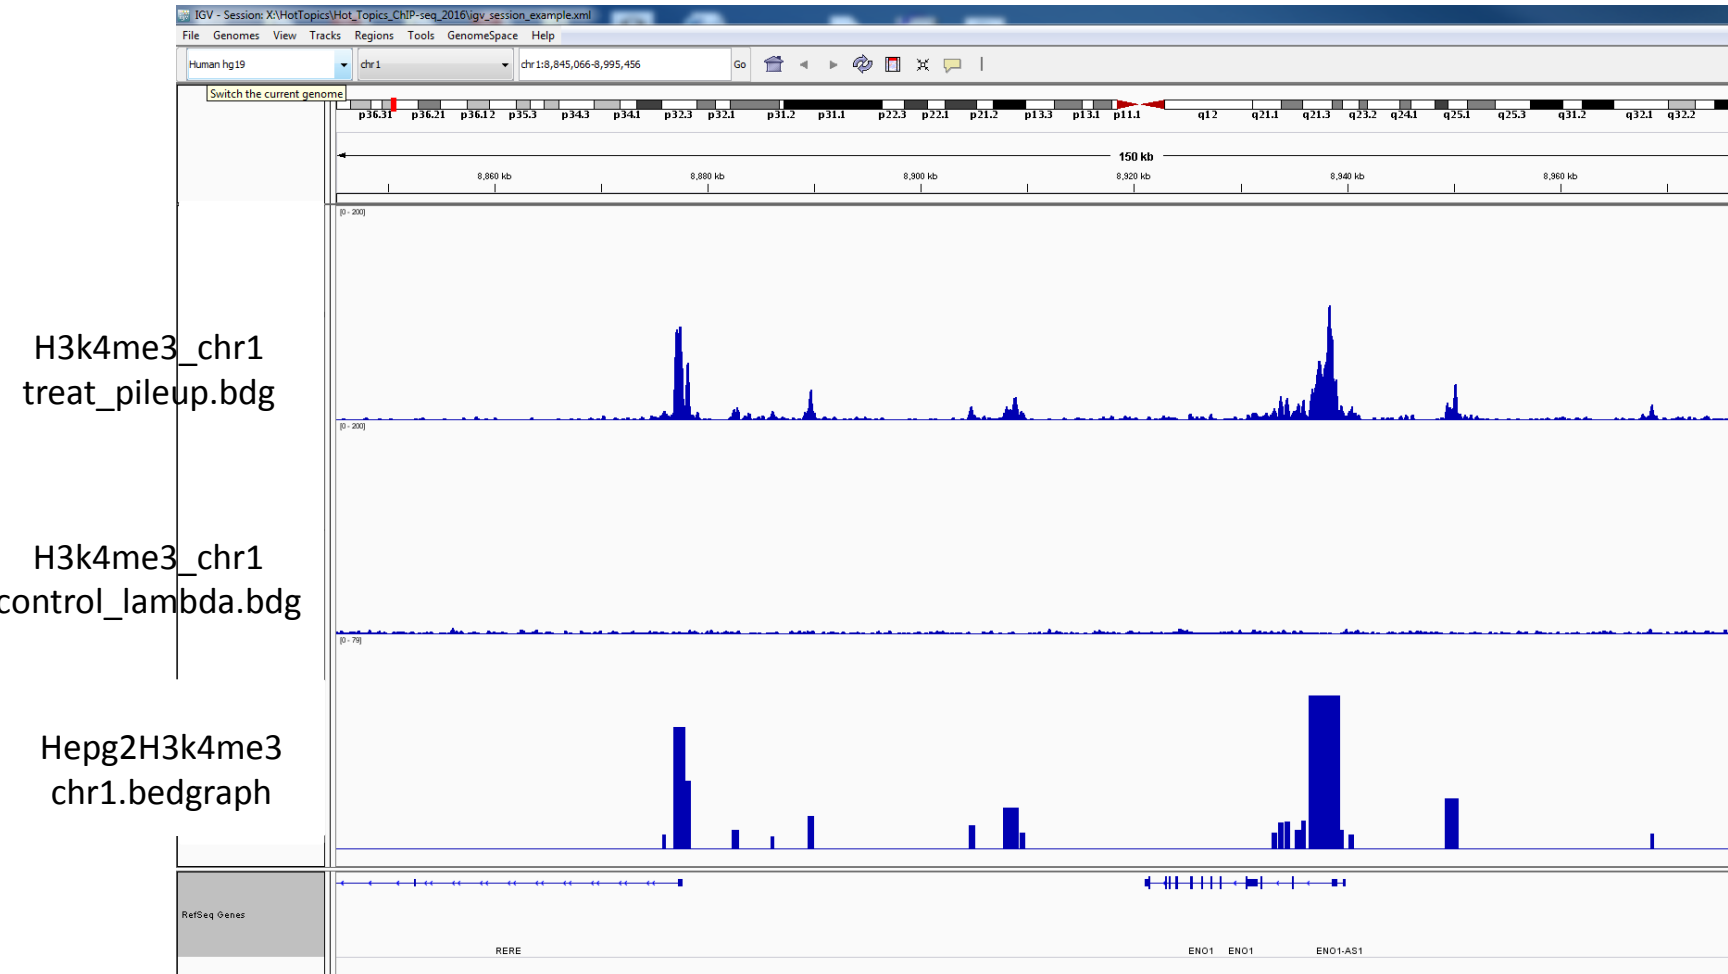 IGV - Session: X:\HotTopics\Hot_Topics_ChIP-seq_2016\igv_session_example.xml
File Genomes View Tracks Regions Tools GenomeSpace Help
Human hg19 chr1 chr1:8,845,066-8,995,456 Go
Switch the current genome
p36.31 p36.21 p36.12 p35.3 p34.3 p34.1 p32.3 p32.1 p31.2 p31.1 p22.3 p22.1 p21.2 p13.3 p13.1 p11.1 q12 q21.1 q21.3 q23.2 q24.1 q25.1 q25.3 q31.2 q32.1 q32.2
150 kb
8,860 kb 8,880 kb 8,900 kb 8,920 kb 8,940 kb 8,960 kb
[0 - 200]
H3k4me3_chr1
treat_pileup.bdg
[0 - 200]
H3k4me3_chr1
control_lambda.bdg
[0 - 79]
Hepg2H3k4me3
chr1.bedgraph
RefSeq Genes
RERE ENO1 ENO1 ENO1-AS1